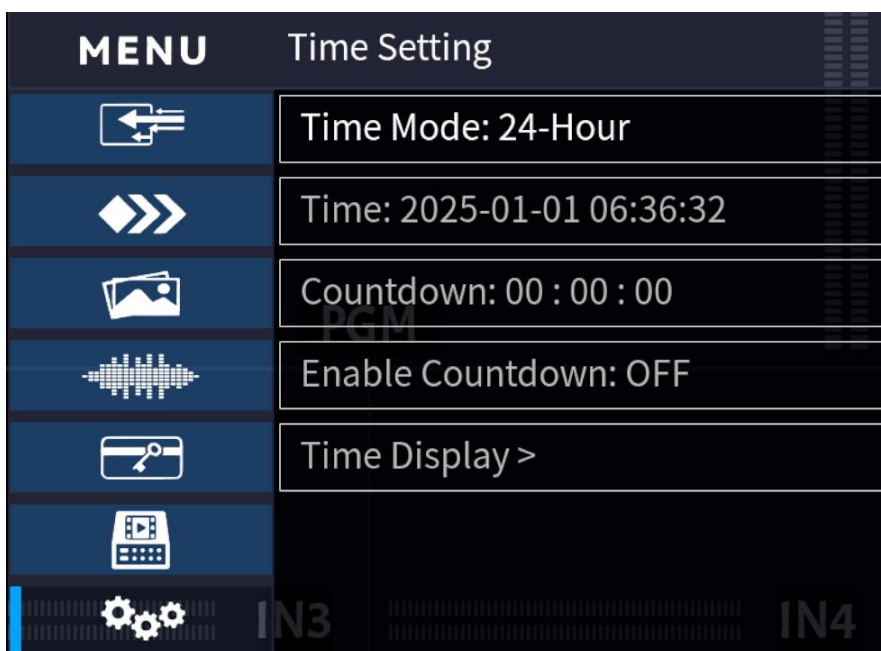 MENU
Time Setting
Time Mode: 24-Hour
Time: 2025-01-01 06:36:32
Countdown: 00 : 00 : 00
PGM
Enable Countdown: OFF
Time Display >
IN3
IN4